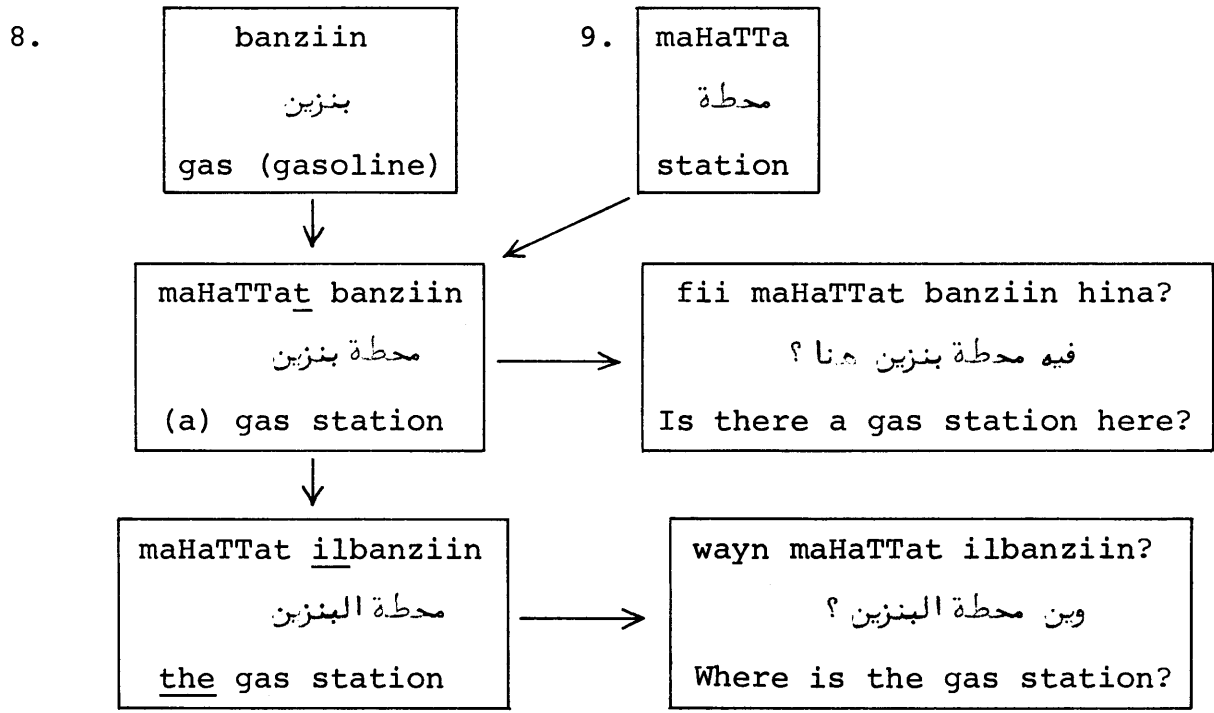 8.
banziin
بنزين
gas (gasoline)
9.
maHaTTa
محطة
station
maHaTTat banziin
محطة بنزين
(a) gas station
fii maHaTTat banziin hina?
فيه محطة بنزين هنا ؟
Is there a gas station here?
maHaTTat ilbanziin
محطة البنزين
the gas station
wayn maHaTTat ilbanziin?
وين محطة البنزين ؟
Where is the gas station?